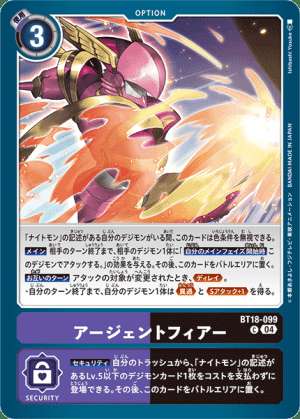 OPTION
3
Ishibashi Yosuke
BANDAI MADE IN JAPAN
「ナイトモン」の記述がある自分のデジモンがいる間、このカードは色条件を無視できる。
メイン 相手のターン終了まで、相手のデジモン1体に「【自分のメインフェイズ開始時】こ
のデジモンでアタックする。」の効果を与える。その後、このカードをバトルエリアに置く。
お互いのターン アタックの対象が変更されたとき、ディレイ
・自分のターン終了まで、自分のデジモン1体は≪貫通≫と≪Sアタック+1≫を得る。
BT18-099
アージェントフィアー
C 04
セキュリティ 自分のトラッシュから、「ナイトモン」の記述が
あるLv.5以下のデジモンカード1枚をコストを支払わずに
登場できる。その後、このカードをバトルエリアに置く。
SECURITY